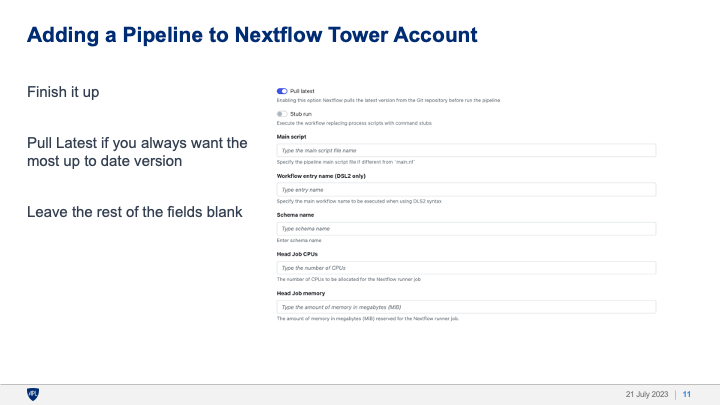 Adding a Pipeline to Nextflow Tower Account
Finish it up
Pull Latest if you always want the
most up to date version
Leave the rest of the fields blank
Pull latest
Enabling this option Nextflow pulls the latest version from the Git repository before run the pipeline
Stub run
Execute the workflow replacing process scripts with command stubs
Main script
Type the main script file name
Specify the pipeline main script file if different from `main.nf`
Workflow entry name (DSL2 only)
Type entry name
Specify the main workflow name to be executed when using DLS2 syntax
Schema name
Type schema name
Enter schema name
Head Job CPUs
Type the number of CPUs
The number of CPUs to be allocated for the Nextflow runner job
Head Job memory
Type the amount of memory in megabytes (MiB)
The amount of memory in megabytes (MiB) reserved for the Nextflow runner job.
APL
21 July 2023
11